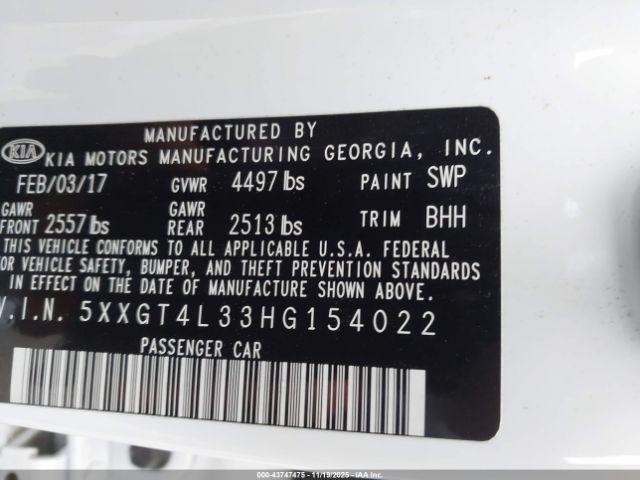 MANUFACTURED BY
KIA KIA MOTORS MANUFACTURING GEORGIA, INC.
FEB/03/17 GVWR 4497 lbs PAINT SWP
GAWR FRONT 2557 lbs GAWR REAR 2513 lbs TRIM BHH
THIS VEHICLE CONFORMS TO ALL APPLICABLE U.S.A. FEDERAL
FOR VEHICLE SAFETY, BUMPER, AND THEFT PREVENTION STANDARDS
IN EFFECT ON THE DATE OF MANUFACTURE SHOWN ABOVE.
V.I.N. 5XXGT4L33HG154022
PASSENGER CAR
000-43747475 — 11/19/2025 — IAA Corp.